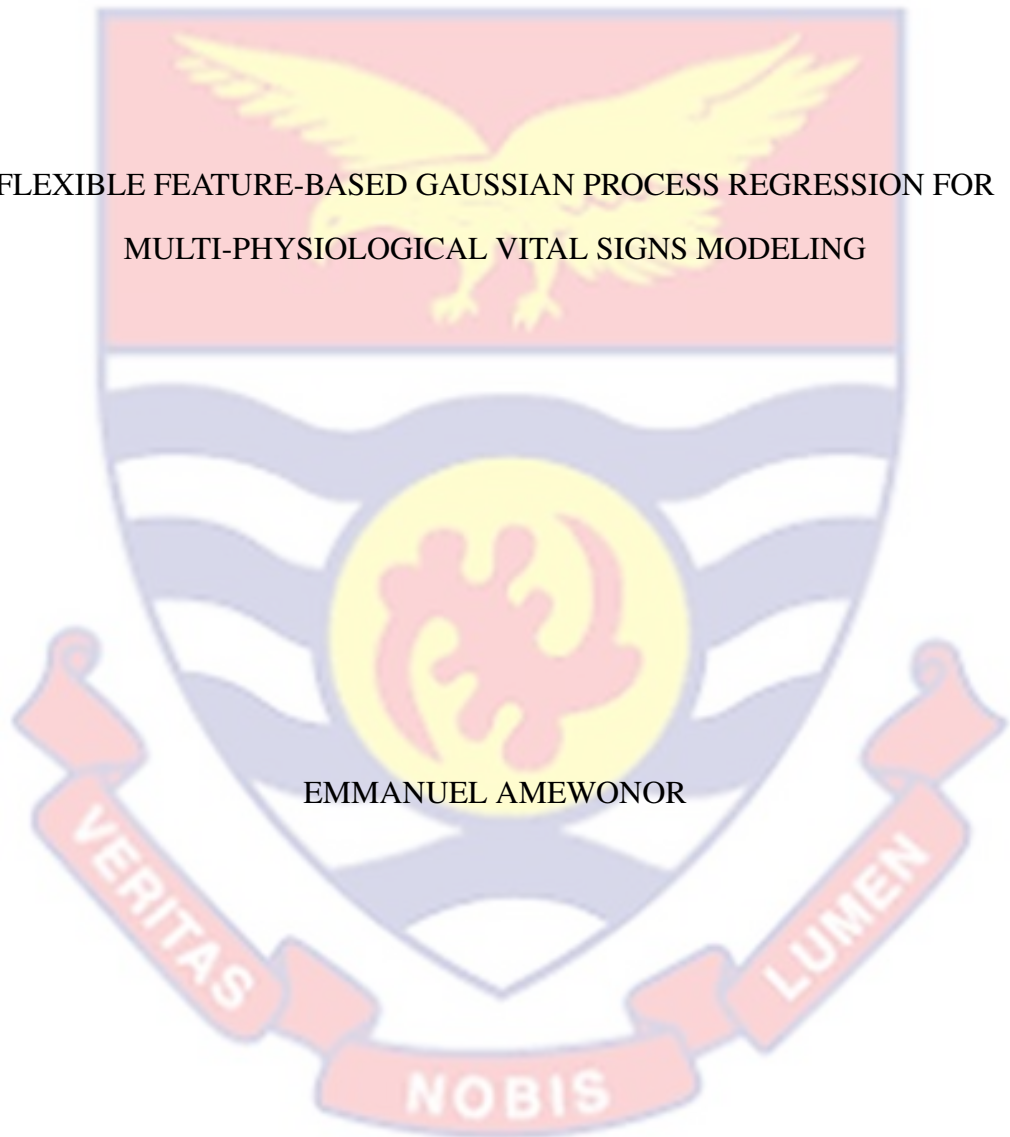 FLEXIBLE FEATURE-BASED GAUSSIAN PROCESS REGRESSION FOR
MULTI-PHYSIOLOGICAL VITAL SIGNS MODELING
EMMANUEL AMEWONOR
VERITAS
NOBIS
LUMEN